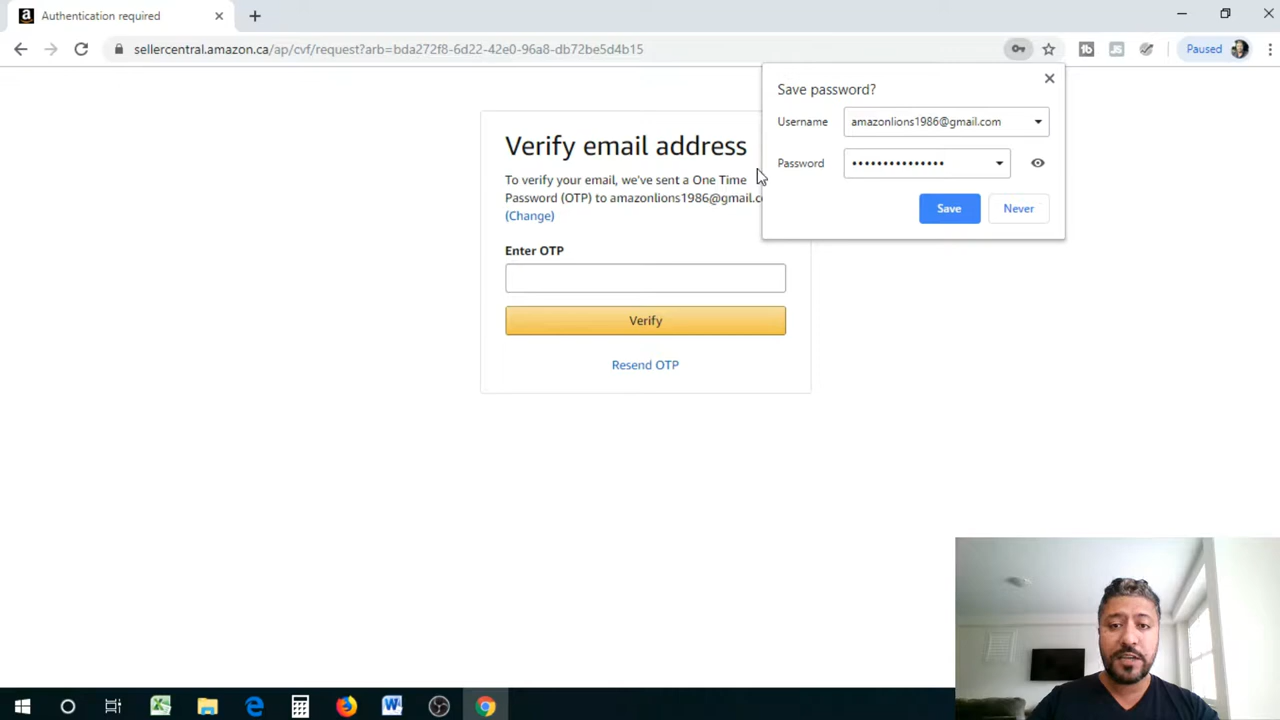 Authentication required
sellercentral.amazon.ca/ap/cvf/request?arb=bda272f8-6d22-42e0-96a8-db72be5d4b15
Paused
Save password?
Username
amazonlions1986@gmail.com
Password
•••••••••••••••
Save
Never
Verify email address
To verify your email, we've sent a One Time
Password (OTP) to amazonlions1986@gmail.c
(Change)
Enter OTP
Verify
Resend OTP